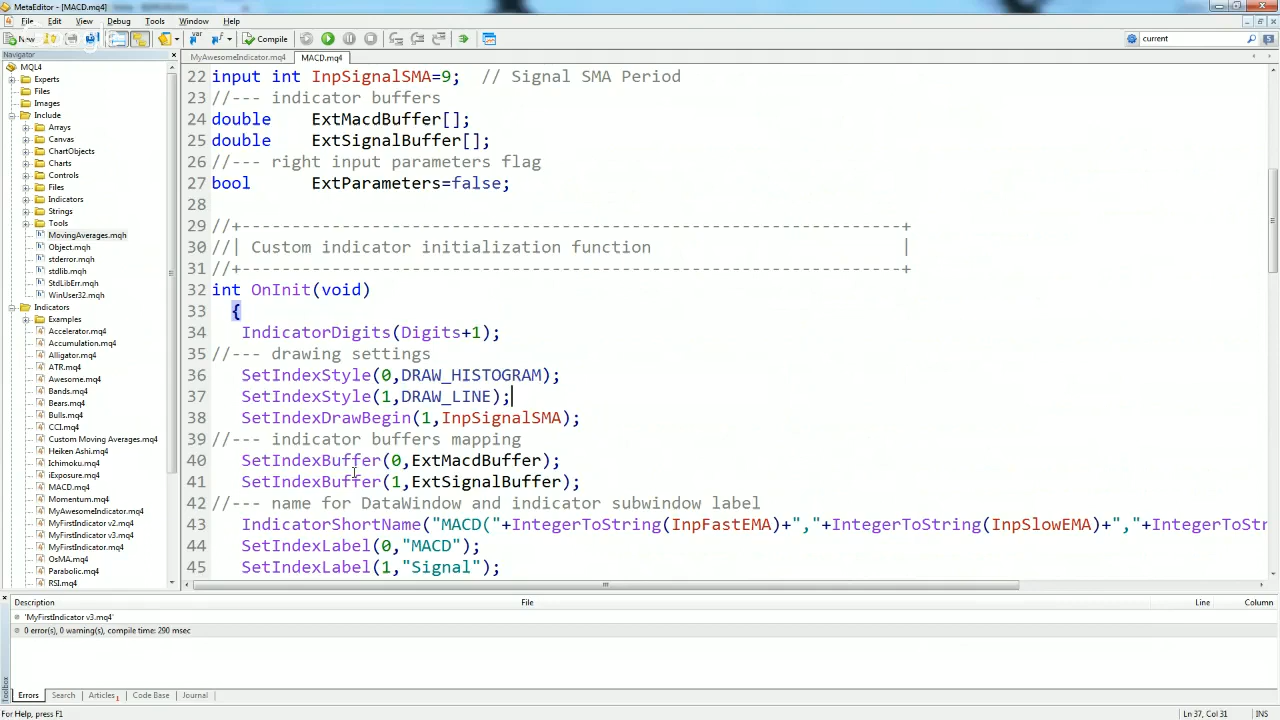 MetaEditor - [MACD.mq4]
File Edit View Debug Tools Window Help
New Compile current
Navigator
MyAwesomeIndicator.mq4 MACD.mq4
MQL4
Experts
Files
Images
Include
Arrays
Canvas
ChartObjects
Charts
Controls
Files
Indicators
Strings
Tools
MovingAverages.mqh
Object.mqh
stderror.mqh
stdlib.mqh
StdLibErr.mqh
WinUser32.mqh
Indicators
Examples
Accelerator.mq4
Accumulation.mq4
Alligator.mq4
ATR.mq4
Awesome.mq4
Bands.mq4
Bears.mq4
Bulls.mq4
CCI.mq4
Custom Moving Averages.mq4
Heiken Ashi.mq4
Ichimoku.mq4
iExposure.mq4
MACD.mq4
Momentum.mq4
MyAwesomeIndicator.mq4
MyFirstIndicator v2.mq4
MyFirstIndicator v3.mq4
MyFirstIndicator.mq4
OsMA.mq4
Parabolic.mq4
RSI.mq4
22 input int InpSignalSMA=9; // Signal SMA Period
23 //--- indicator buffers
24 double ExtMacdBuffer[];
25 double ExtSignalBuffer[];
26 //--- right input parameters flag
27 bool ExtParameters=false;
28
29 //+------------------------------------------------------------------+
30 //| Custom indicator initialization function |
31 //+------------------------------------------------------------------+
32 int OnInit(void)
33 {
34 IndicatorDigits(Digits+1);
35 //--- drawing settings
36 SetIndexStyle(0,DRAW_HISTOGRAM);
37 SetIndexStyle(1,DRAW_LINE);
38 SetIndexDrawBegin(1,InpSignalSMA);
39 //--- indicator buffers mapping
40 SetIndexBuffer(0,ExtMacdBuffer);
41 SetIndexBuffer(1,ExtSignalBuffer);
42 //--- name for DataWindow and indicator subwindow label
43 IndicatorShortName("MACD("+IntegerToString(InpFastEMA)+","+IntegerToString(InpSlowEMA)+","+IntegerToStr
44 SetIndexLabel(0,"MACD");
45 SetIndexLabel(1,"Signal");
Description File Line Column
'MyFirstIndicator v3.mq4'
0 error(s), 0 warning(s), compile time: 290 msec
Toolbox
Errors Search Articles 1 Code Base Journal
For Help, press F1 Ln 37, Col 31 INS